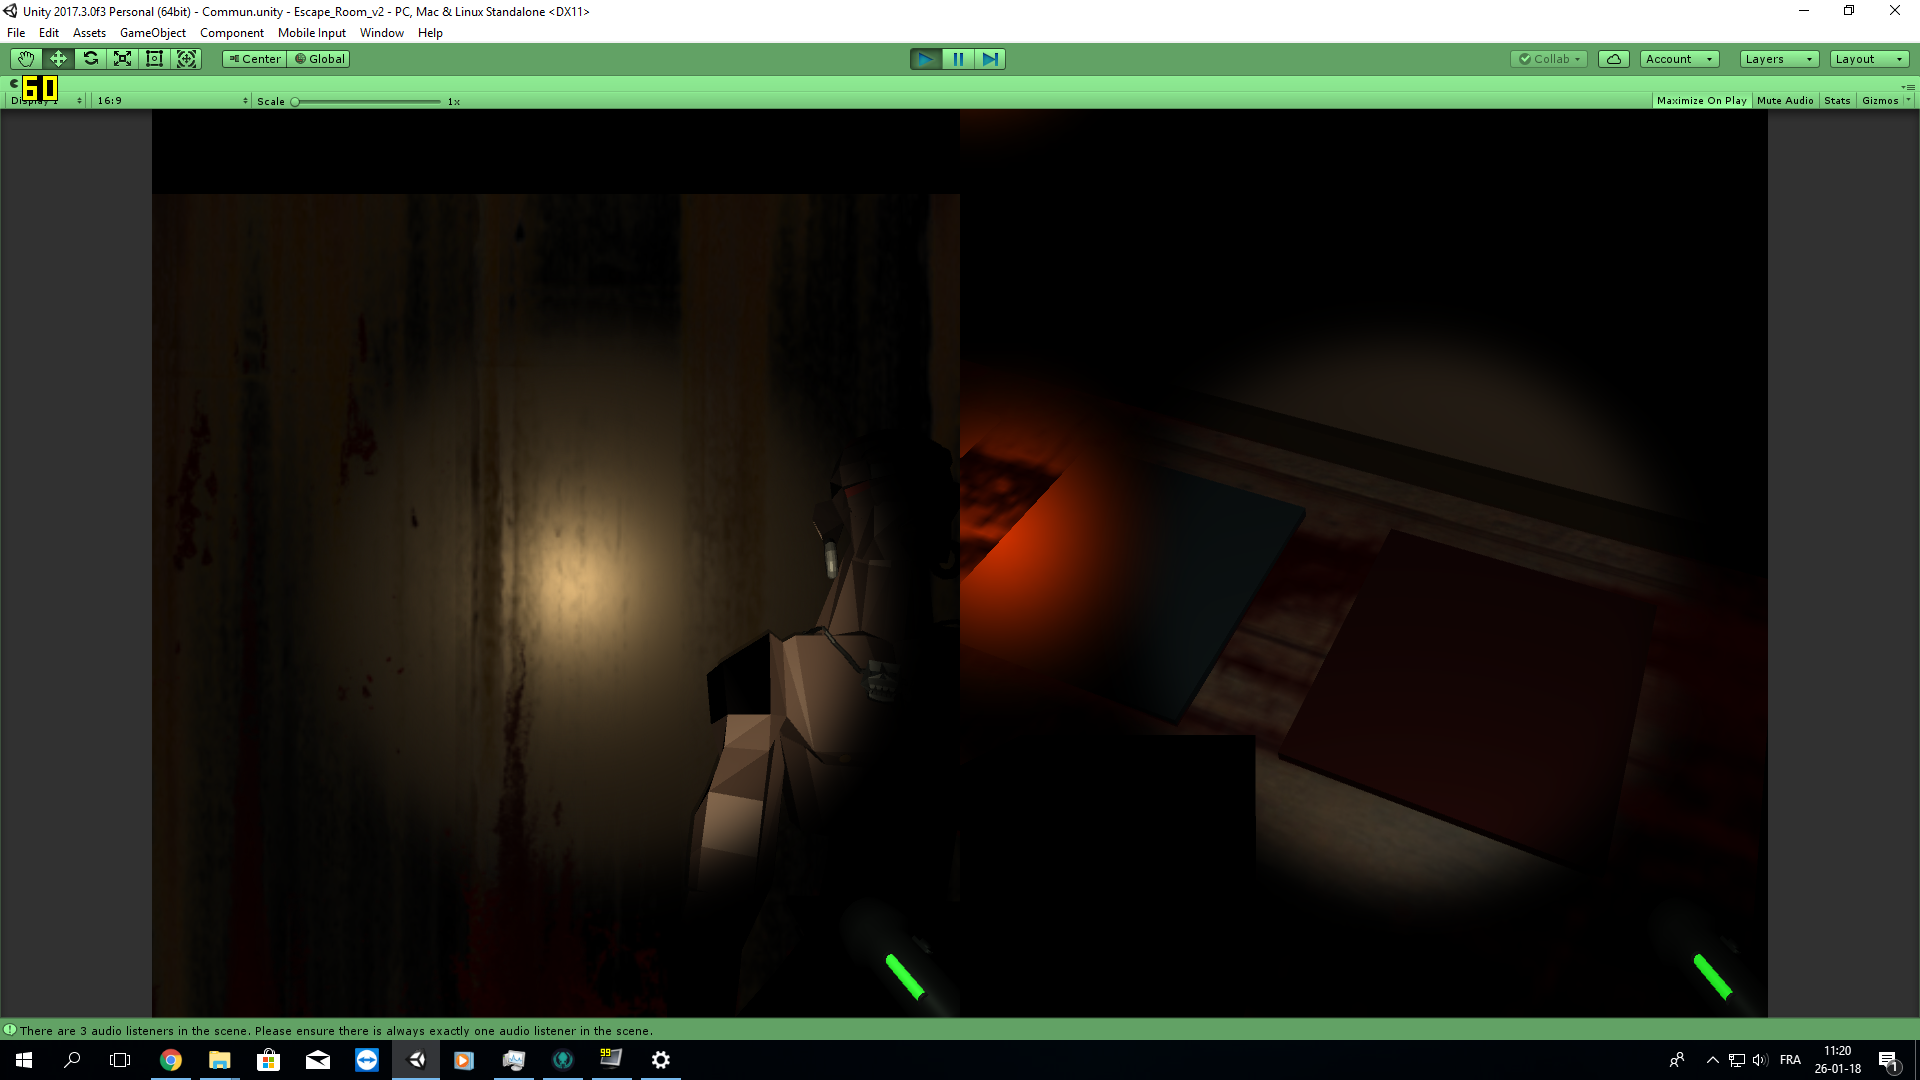 Unity 2017.3.0f3 Personal (64bit) - Commun.unity - Escape_Room_v2 - PC, Mac & Linux Standalone <DX11>
File Edit Assets GameObject Component Mobile Input Window Help
Center Global Collab Account Layers Layout
60
16:9 Scale 1x Maximize On Play Mute Audio Stats Gizmos
There are 3 audio listeners in the scene. Please ensure there is always exactly one audio listener in the scene.
99
FRA
11:20
26-01-18
1